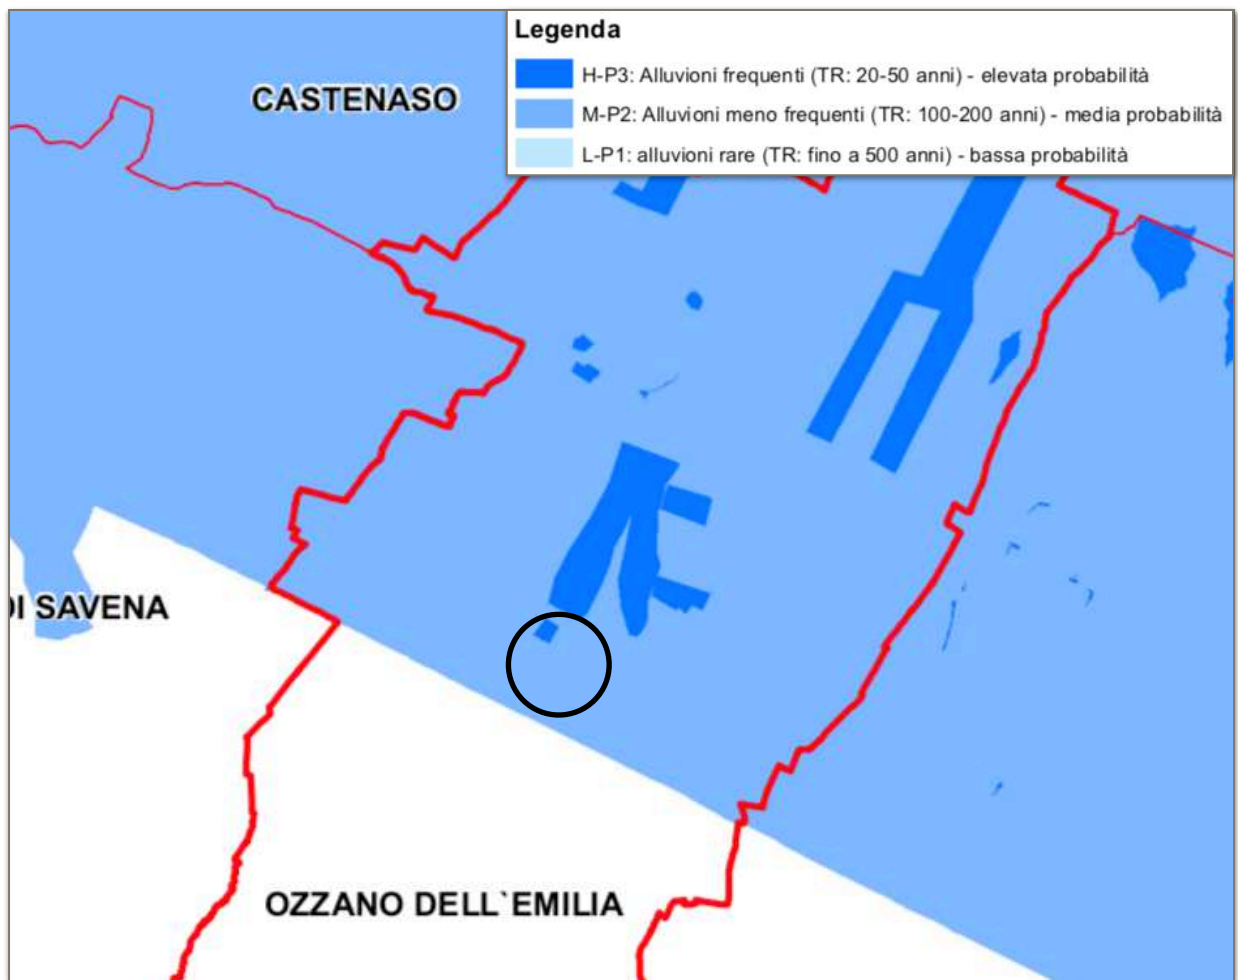 Legenda
H-P3: Alluvioni frequenti (TR: 20-50 anni) - elevata probabilità
M-P2: Alluvioni meno frequenti (TR: 100-200 anni) - media probabilità
L-P1: alluvioni rare (TR: fino a 500 anni) - bassa probabilità
CASTENASO
DI SAVENA
OZZANO DELL`EMILIA